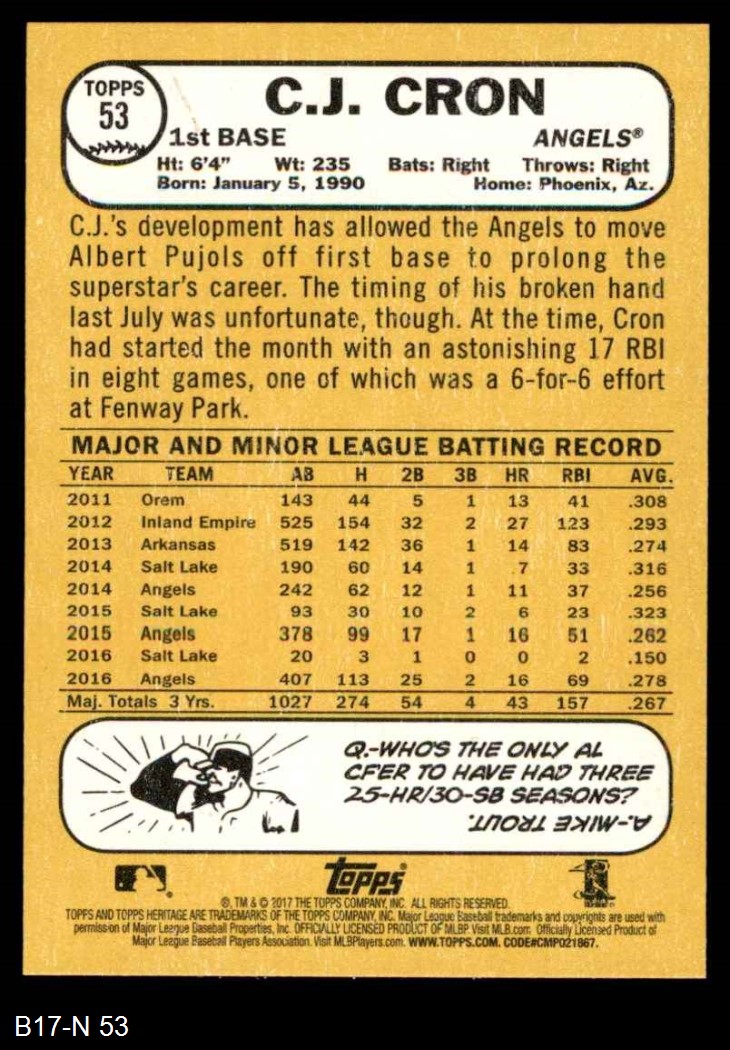 TOPPS
53
C.J. CRON
1st BASE ANGELS®
Ht: 6'4" Wt: 235 Bats: Right Throws: Right
Born: January 5, 1990 Home: Phoenix, Az.
C.J.'s development has allowed the Angels to move
Albert Pujols off first base to prolong the
superstar's career. The timing of his broken hand
last July was unfortunate, though. At the time, Cron
had started the month with an astonishing 17 RBI
in eight games, one of which was a 6-for-6 effort
at Fenway Park.
MAJOR AND MINOR LEAGUE BATTING RECORD
YEAR TEAM AB H 2B 3B HR RBI AVG.
2011 Orem 143 44 5 1 13 41 .308
2012 Inland Empire 525 154 32 2 27 123 .293
2013 Arkansas 519 142 36 1 14 83 .274
2014 Salt Lake 190 60 14 1 7 33 .316
2014 Angels 242 62 12 1 11 37 .256
2015 Salt Lake 93 30 10 2 6 23 .323
2015 Angels 378 99 17 1 16 51 .262
2016 Salt Lake 20 3 1 0 0 2 .150
2016 Angels 407 113 25 2 16 69 .278
Maj. Totals 3 Yrs. 1027 274 54 4 43 157 .267
Q.-WHO'S THE ONLY AL
CFER TO HAVE HAD THREE
25-HR/30-SB SEASONS?
A.-MIKE TROUT.
Topps®
®, TM & © 2017 THE TOPPS COMPANY, INC. ALL RIGHTS RESERVED.
TOPPS AND TOPPS HERITAGE ARE TRADEMARKS OF THE TOPPS COMPANY, INC. Major League Baseball trademarks and copyrights are used with
permission of Major League Baseball Properties, Inc. OFFICIALLY LICENSED PRODUCT OF MLBP Visit MLB.com. Officially Licensed Product of
Major League Baseball Players Association. Visit MLBPlayers.com. WWW.TOPPS.COM. CODE#CMP021867.
B17-N 53